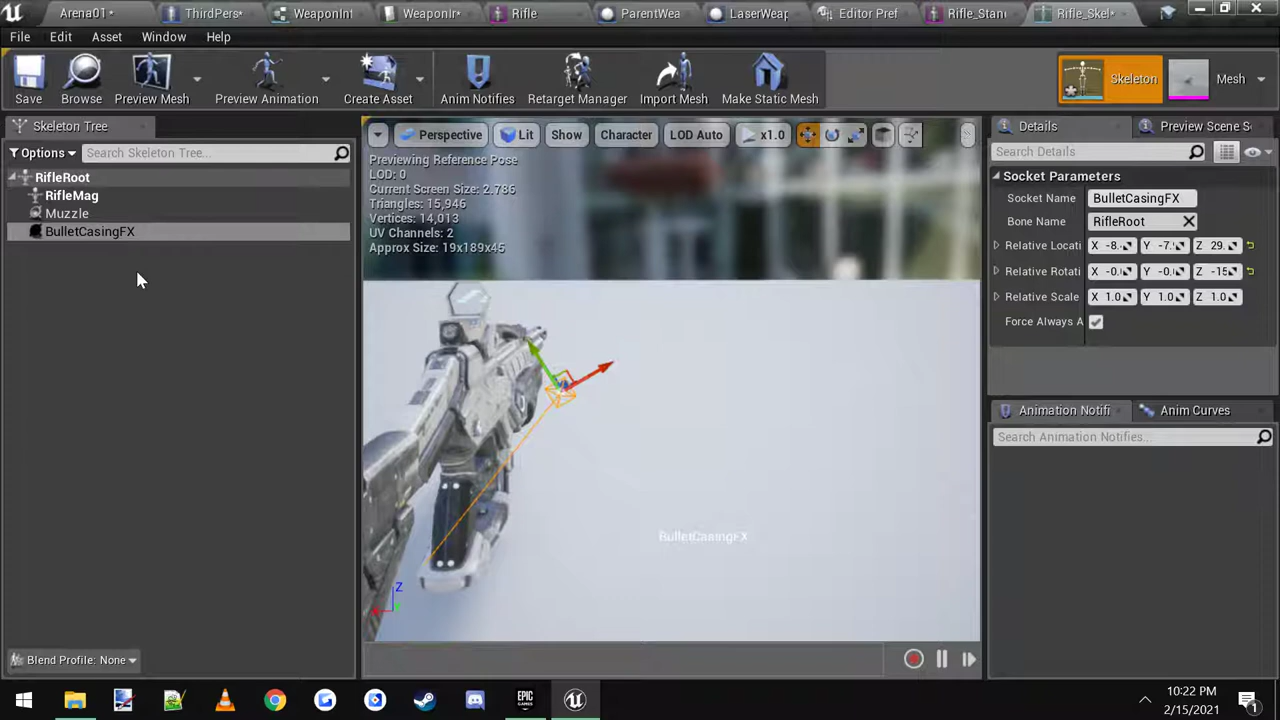 Arena01*
ThirdPers*
WeaponInt
WeaponIr*
Rifle
ParentWea
LaserWeap
Editor Pref
Rifle_Stan
Rifle_Skel*
File
Edit
Asset
Window
Help
Save
Browse
Preview Mesh
Preview Animation
Create Asset
Anim Notifies
Retarget Manager
Import Mesh
Make Static Mesh
Skeleton
Mesh
Skeleton Tree
Options
Search Skeleton Tree...
RifleRoot
RifleMag
Muzzle
BulletCasingFX
Blend Profile: None
Perspective
Lit
Show
Character
LOD Auto
x1.0
Previewing Reference Pose
LOD: 0
Current Screen Size: 2.786
Triangles: 15,946
Vertices: 14,013
UV Channels: 2
Approx Size: 19x189x45
BulletCasingFX
Z
Details
Preview Scene S
Search Details
Socket Parameters
Socket Name BulletCasingFX
Bone Name RifleRoot
Relative Locati X -8. Y -7. Z 29.
Relative Rotati X -0. Y -0. Z -15
Relative Scale X 1.0 Y 1.0 Z 1.0
Force Always A
Animation Notifi
Anim Curves
Search Animation Notifies...
EPIC GAMES
10:22 PM
2/15/2021
1